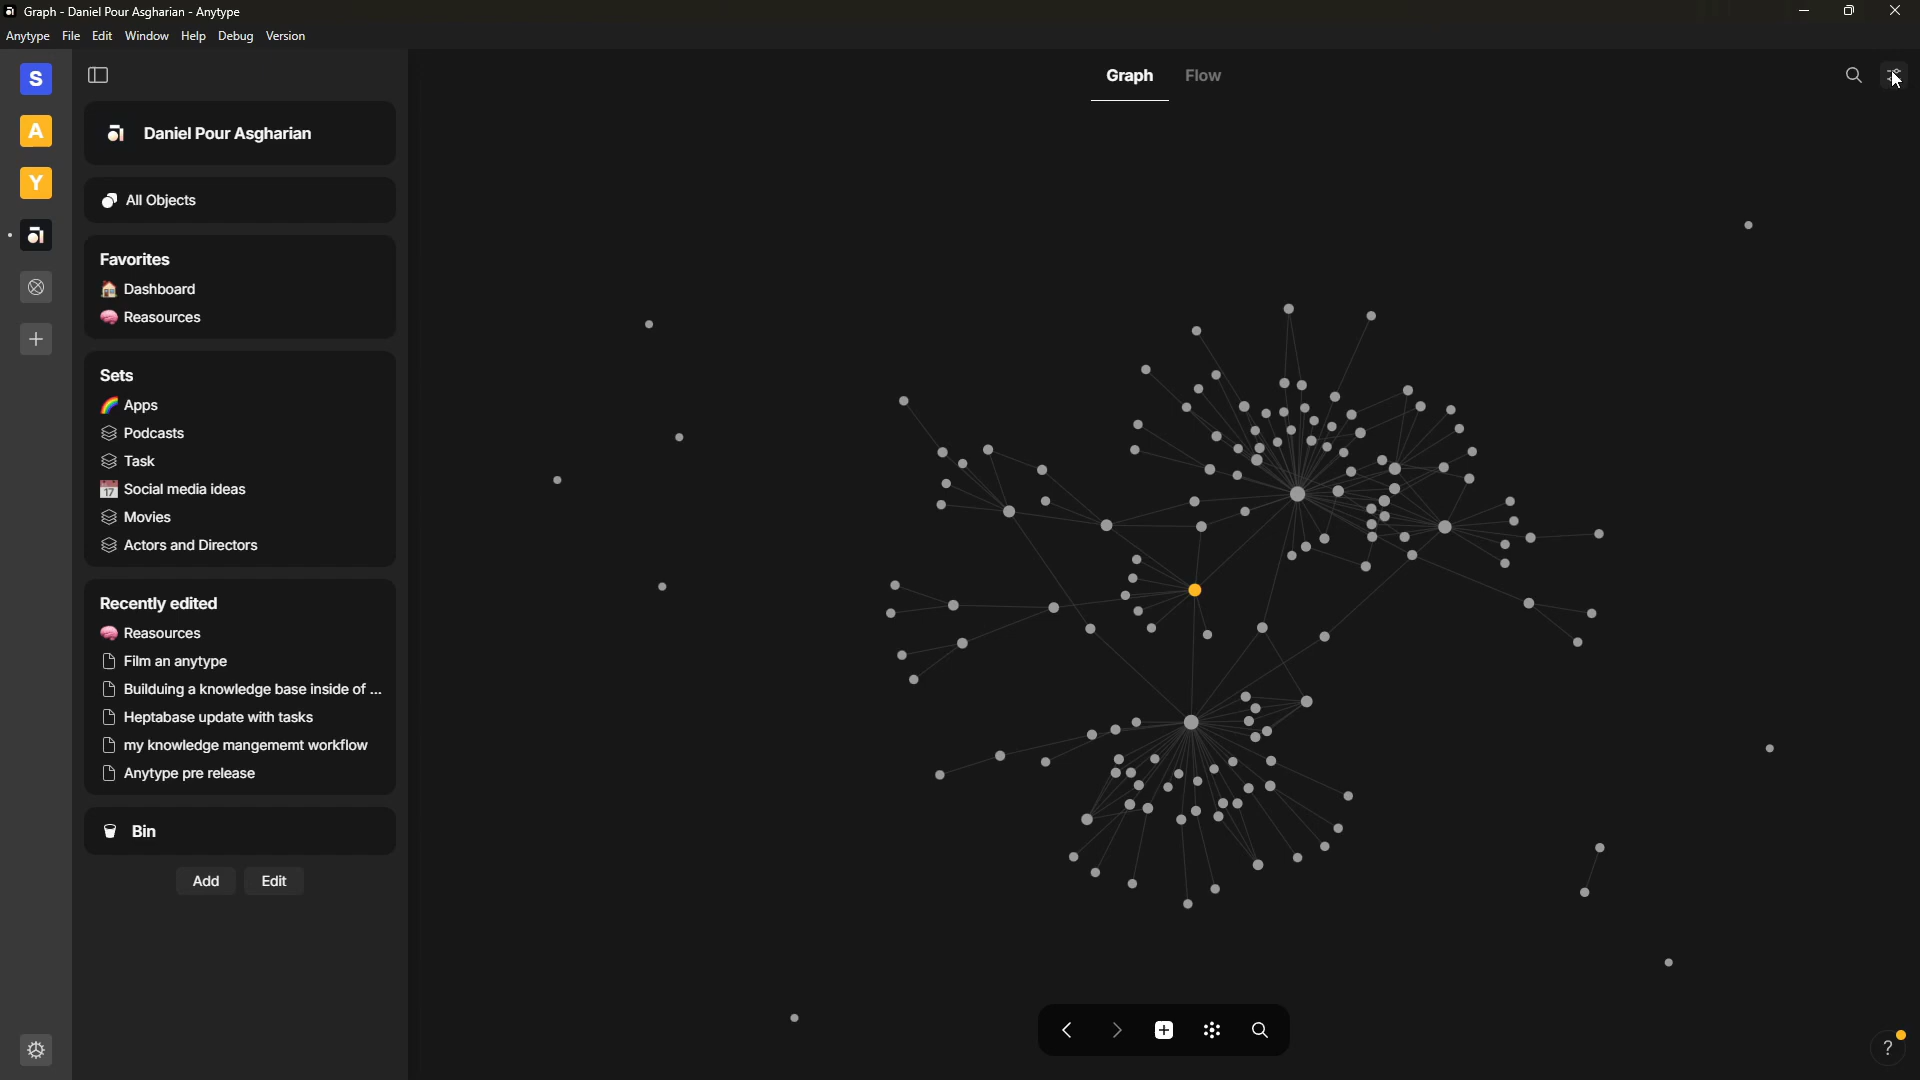 Graph - Daniel Pour Asgharian - Anytype
Anytype File Edit Window Help Debug Version
S
Graph Flow
Daniel Pour Asgharian
A
Y
All Objects
Favorites
Dashboard
Reasources
Sets
Apps
Podcasts
Task
17 Social media ideas
Movies
Actors and Directors
Recently edited
Reasources
Film an anytype
Builduing a knowledge base inside of ...
Heptabase update with tasks
my knowledge mangememt workflow
Anytype pre release
Bin
Add Edit
?